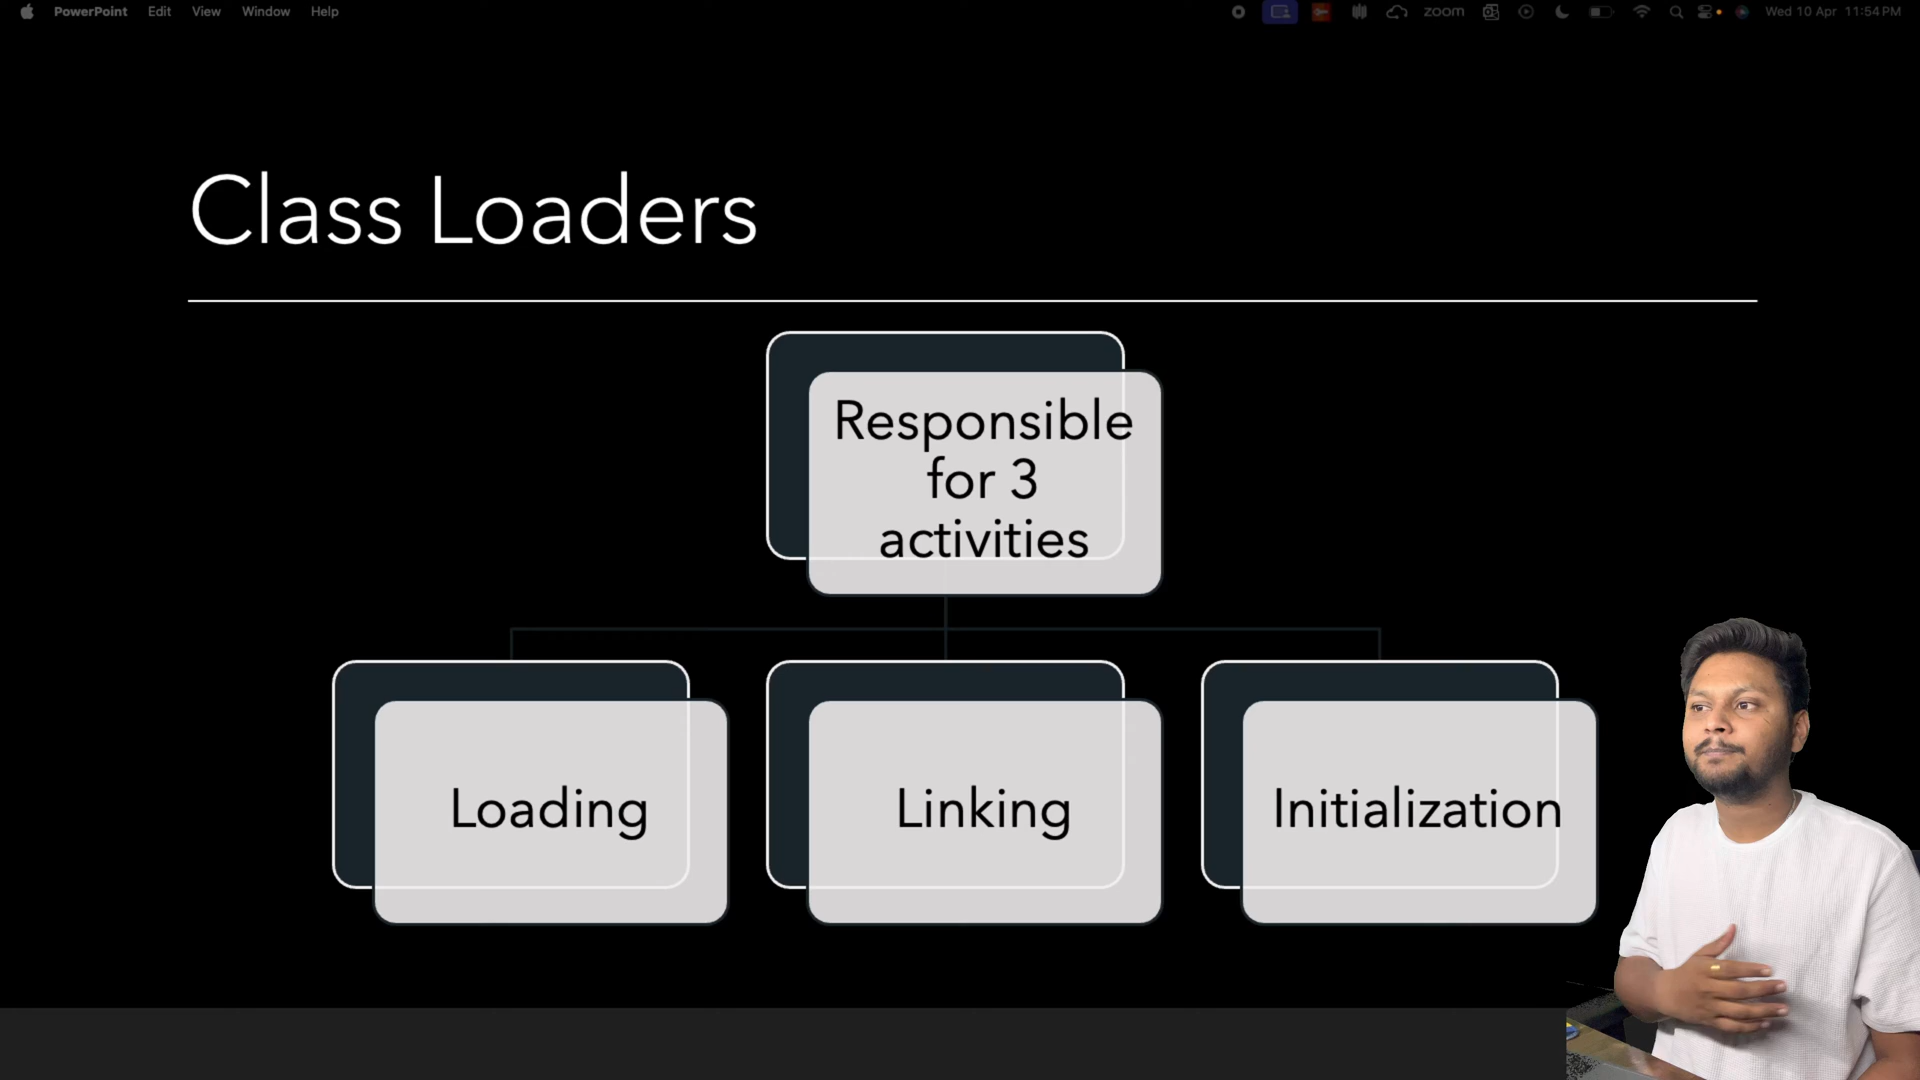 PowerPoint Edit View Window Help zoom Wed 10 Apr 11:54 PM
Class Loaders
Responsible
for 3
activities
Loading
Linking
Initialization